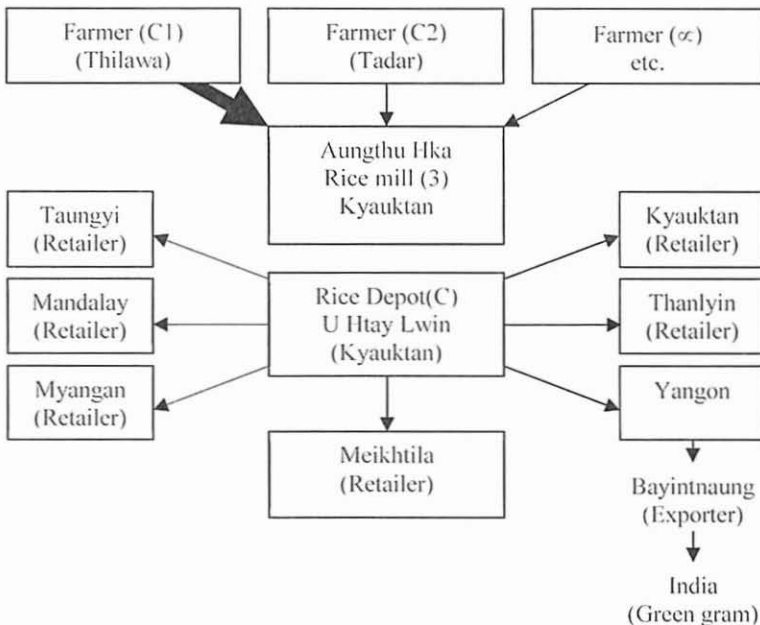 Farmer (C1)
(Thilawa)
Farmer (C2)
(Tadar)
Farmer (∝)
etc.
Aungthu Hka
Rice mill (3)
Kyauktan
Taungyi
(Retailer)
Kyauktan
(Retailer)
Mandalay
(Retailer)
Rice Depot(C)
U Htay Lwin
(Kyauktan)
Thanlyin
(Retailer)
Myangan
(Retailer)
Yangon
Meikhtila
(Retailer)
Bayintnaung
(Exporter)
India
(Green gram)